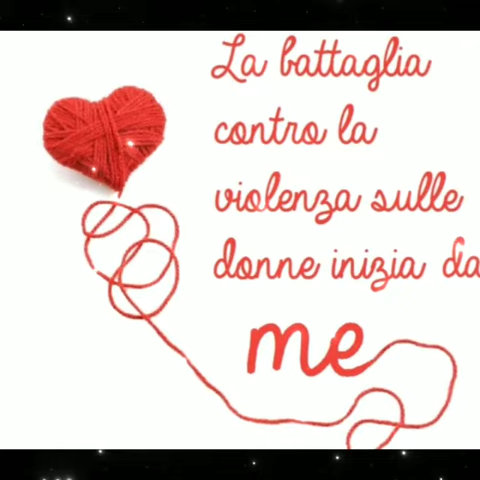 La battaglia
contro la
violenza sulle
donne inizia da
me